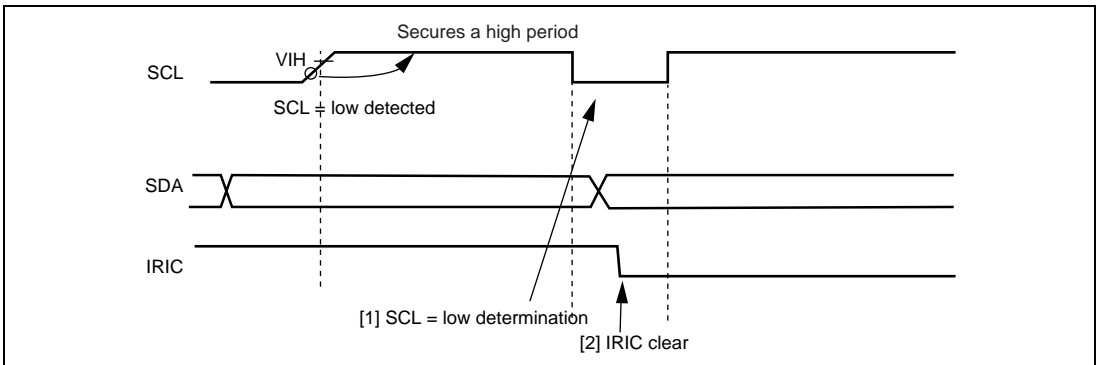 Secures a high period
VIH
SCL
SCL = low detected
SDA
IRIC
[1] SCL = low determination
[2] IRIC clear